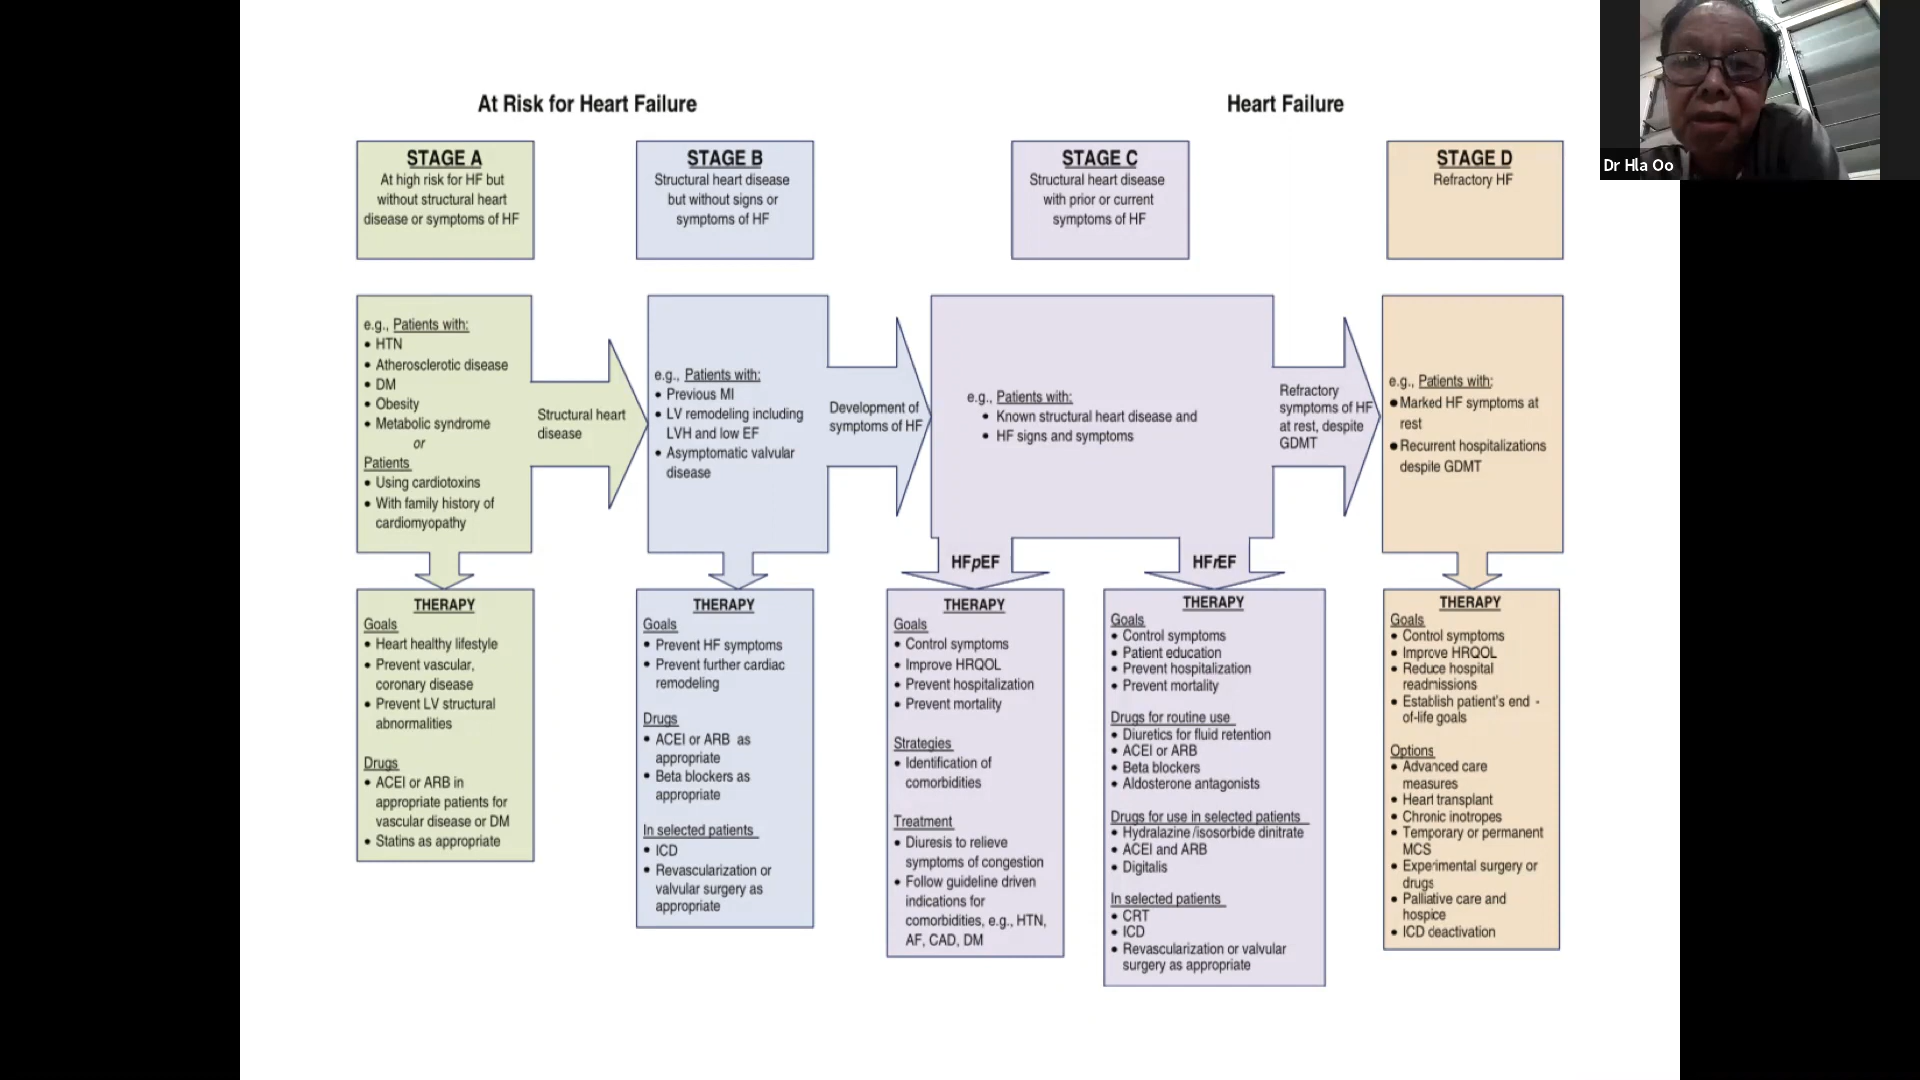 At Risk for Heart Failure
Heart Failure
STAGE A
At high risk for HF but
without structural heart
disease or symptoms of HF
STAGE B
Structural heart disease
but without signs or
symptoms of HF
STAGE C
Structural heart disease
with prior or current
symptoms of HF
STAGE D
Refractory HF
e.g., Patients with:
• HTN
• Atherosclerotic disease
• DM
• Obesity
• Metabolic syndrome
or
Patients
• Using cardiotoxins
• With family history of
cardiomyopathy
Structural heart
disease
e.g., Patients with:
• Previous MI
• LV remodeling including
LVH and low EF
• Asymptomatic valvular
disease
Development of
symptoms of HF
e.g., Patients with:
• Known structural heart disease and
• HF signs and symptoms
Refractory
symptoms of HF
at rest, despite
GDMT
e.g., Patients with:
• Marked HF symptoms at
rest
• Recurrent hospitalizations
despite GDMT
HFpEF
HFrEF
THERAPY
Goals
• Heart healthy lifestyle
• Prevent vascular,
coronary disease
• Prevent LV structural
abnormalities
Drugs
• ACEI or ARB in
appropriate patients for
vascular disease or DM
• Statins as appropriate
THERAPY
Goals
• Prevent HF symptoms
• Prevent further cardiac
remodeling
Drugs
• ACEI or ARB as
appropriate
• Beta blockers as
appropriate
In selected patients
• ICD
• Revascularization or
valvular surgery as
appropriate
THERAPY
Goals
• Control symptoms
• Improve HRQOL
• Prevent hospitalization
• Prevent mortality
Strategies
• Identification of
comorbidities
Treatment
• Diuresis to relieve
symptoms of congestion
• Follow guideline driven
indications for
comorbidities, e.g., HTN,
AF, CAD, DM
THERAPY
Goals
• Control symptoms
• Patient education
• Prevent hospitalization
• Prevent mortality
Drugs for routine use
• Diuretics for fluid retention
• ACEI or ARB
• Beta blockers
• Aldosterone antagonists
Drugs for use in selected patients
• Hydralazine/isosorbide dinitrate
• ACEI and ARB
• Digitalis
In selected patients
• CRT
• ICD
• Revascularization or valvular
surgery as appropriate
THERAPY
Goals
• Control symptoms
• Improve HRQOL
• Reduce hospital
readmissions
• Establish patient's end -
of-life goals
Options
• Advanced care
measures
• Heart transplant
• Chronic inotropes
• Temporary or permanent
MCS
• Experimental surgery or
drugs
• Palliative care and
hospice
• ICD deactivation
Dr Hla Oo